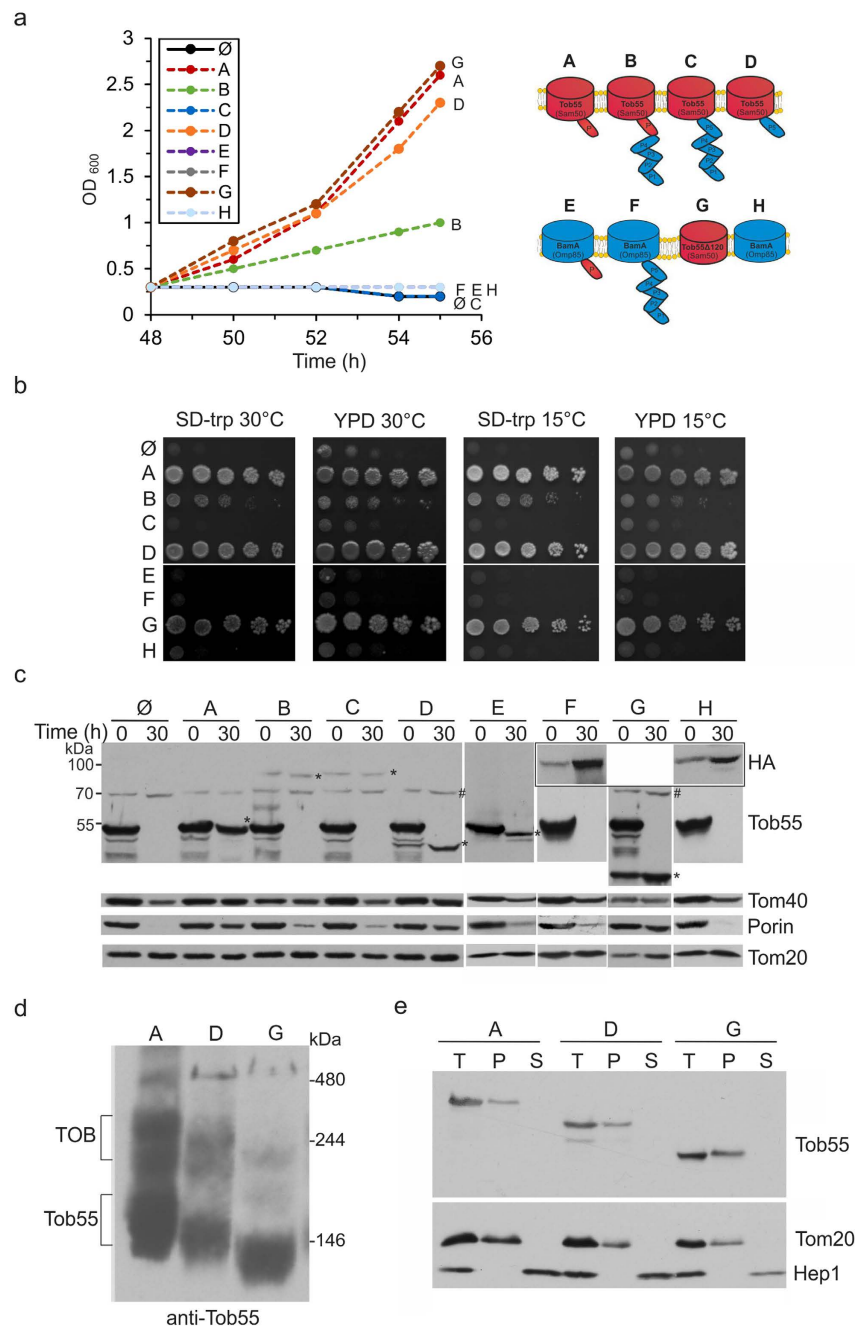 a
3
2.5
2
1.5
1
0.5
0
OD 600
48 50 52 54 56
Time (h)
Ø
A
B
C
D
E
F
G
H
G
A
D
B
F E H
Ø C
A B C D
Tob55 Tob55 Tob55 Tob55
(Sam50) (Sam50) (Sam50) (Sam50)
E F G H
BamA BamA Tob55Δ120 BamA
(Omp85) (Omp85) (Sam50) (Omp85)
b
SD-trp 30°C YPD 30°C SD-trp 15°C YPD 15°C
Ø
A
B
C
D
E
F
G
H
c
Ø A B C D E F G H
Time (h) 0 30 0 30 0 30 0 30 0 30 0 30 0 30 0 30 0 30
kDa
100
70
55
* * * # * * # *
HA
Tob55
Tom40
Porin
Tom20
d
A D G kDa
-480
TOB
-244
Tob55
-146
anti-Tob55
e
A D G
T P S T P S T P S
Tob55
Tom20
Hep1